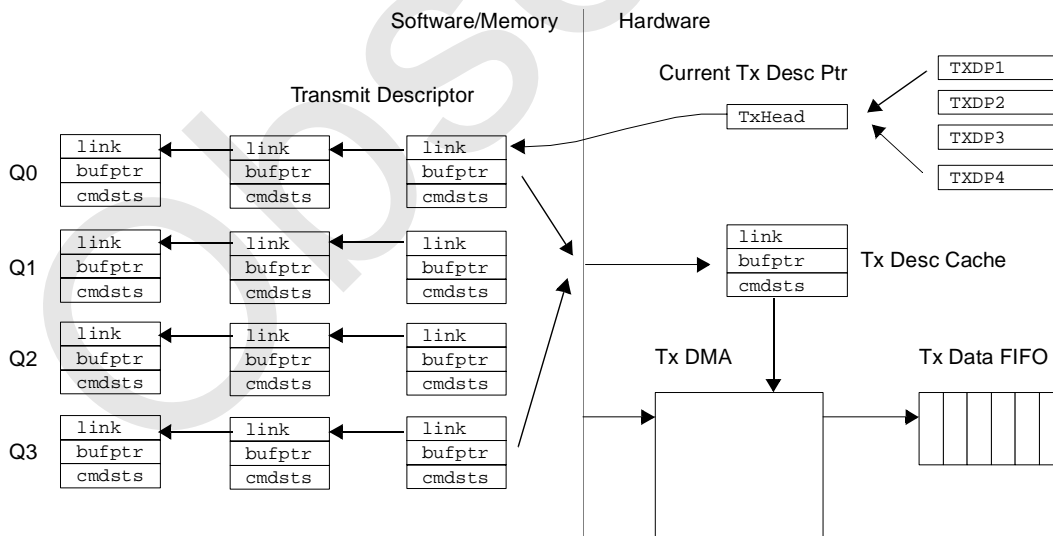 Software/Memory Hardware
Current Tx Desc Ptr
TXDP1
TXDP2
TXDP3
TXDP4
TxHead
Transmit Descriptor
Q0
link link link
bufptr bufptr bufptr
cmdsts cmdsts cmdsts
Q1
link link link
bufptr bufptr bufptr
cmdsts cmdsts cmdsts
link
bufptr
cmdsts
Tx Desc Cache
Q2
link link link
bufptr bufptr bufptr
cmdsts cmdsts cmdsts
Tx DMA
Tx Data FIFO
Q3
link link link
bufptr bufptr bufptr
cmdsts cmdsts cmdsts